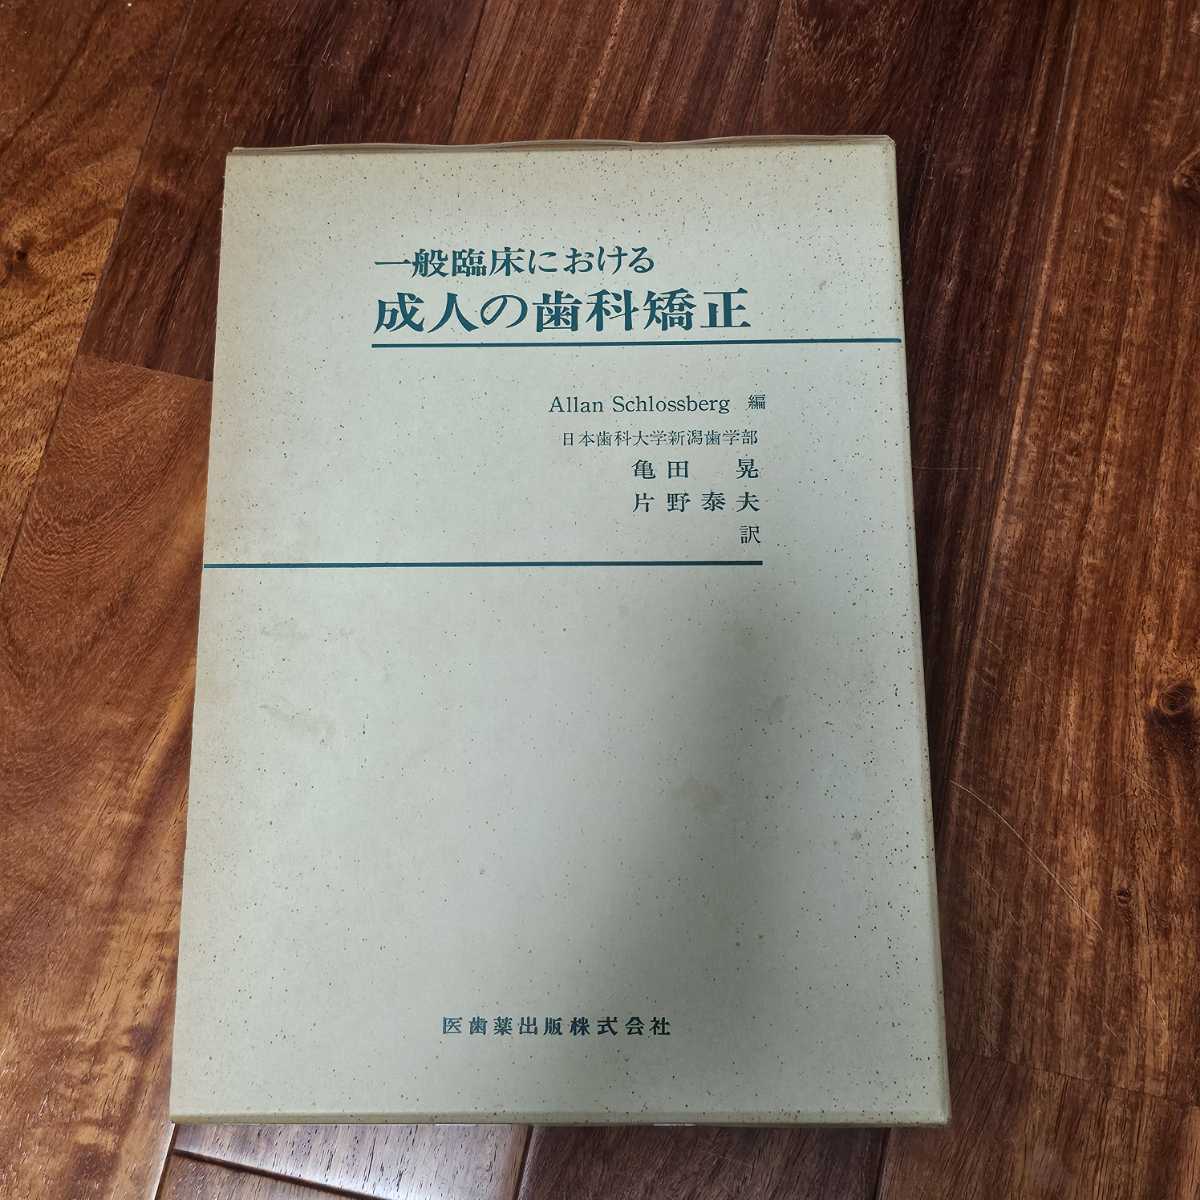 一般臨床における
成人の歯科矯正
Allan Schlossberg 編
日本歯科大学新潟歯学部
亀田 晃
片野泰夫
訳
医歯薬出版株式会社